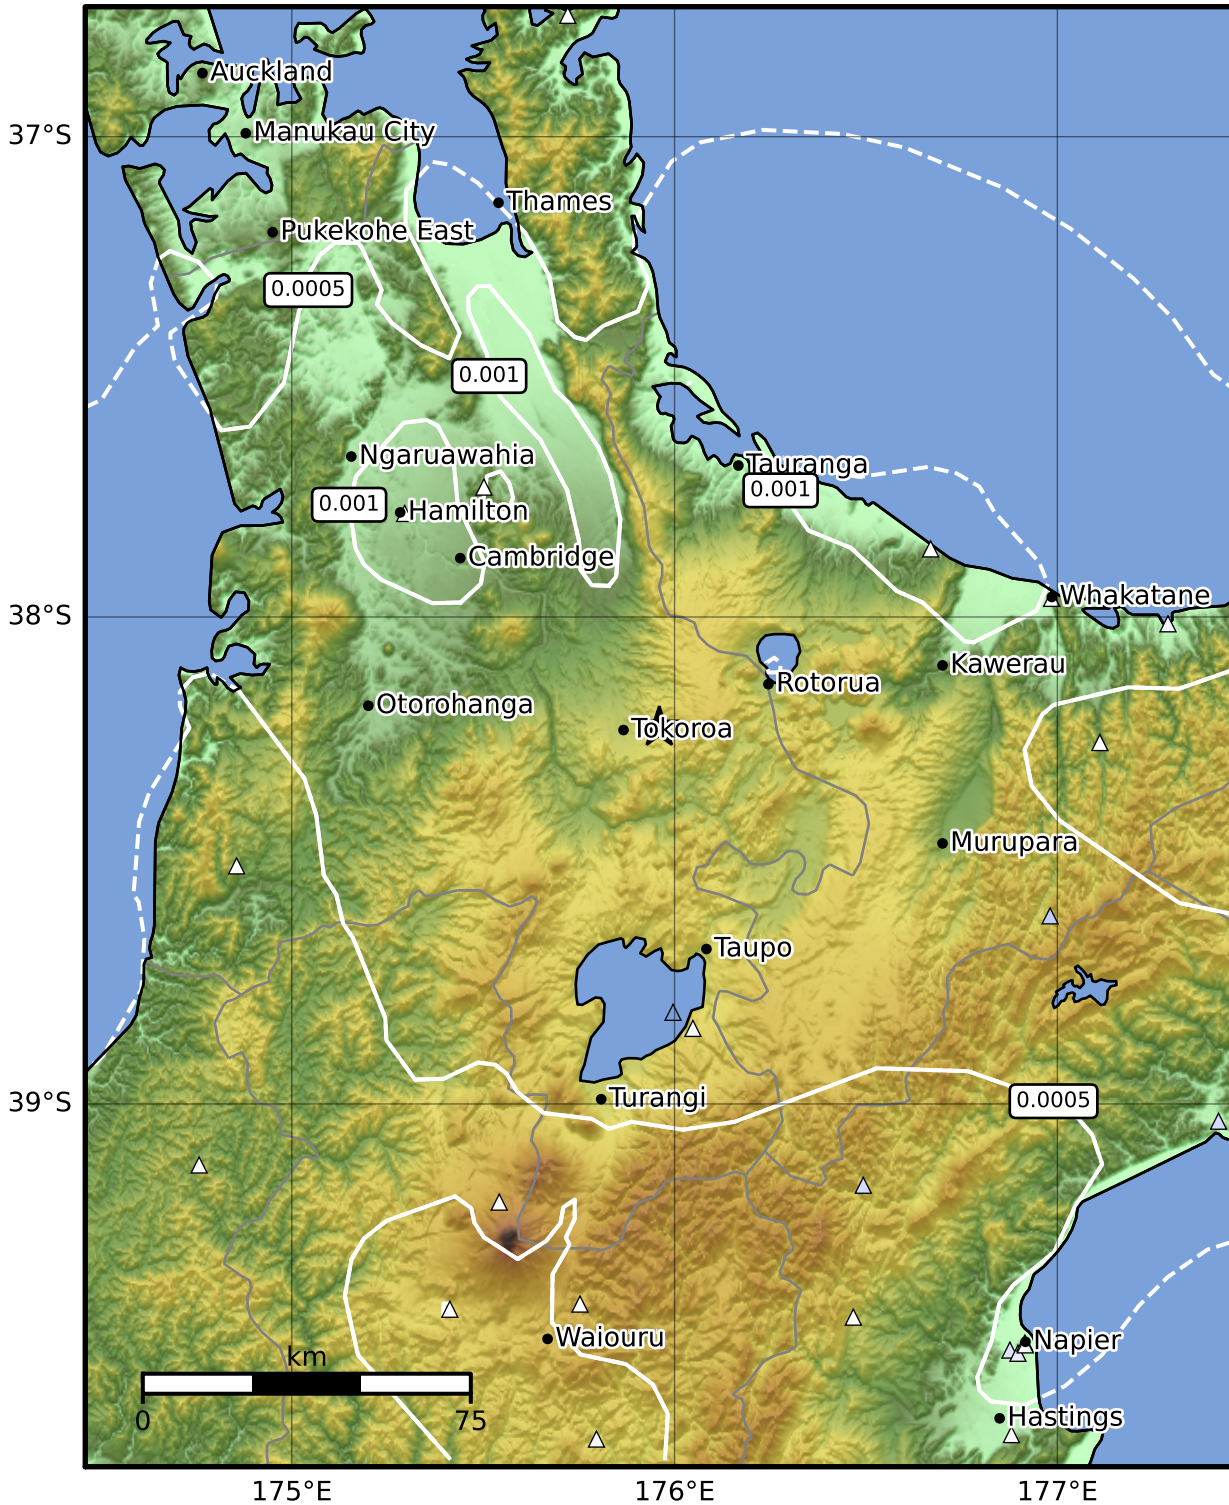 Auckland
37°S
Manukau City
Thames
Pukekohe East
0.0005
0.001
Ngaruawahia
Tauranga
0.001
0.001
Hamilton
Cambridge
Whakatane
38°S
Kawerau
Rotorua
Otorohanga
Tokoroa
Murupara
Taupo
Turangi
0.0005
39°S
Waiouru
Napier
km
0
75
Hastings
175°E
176°E
177°E